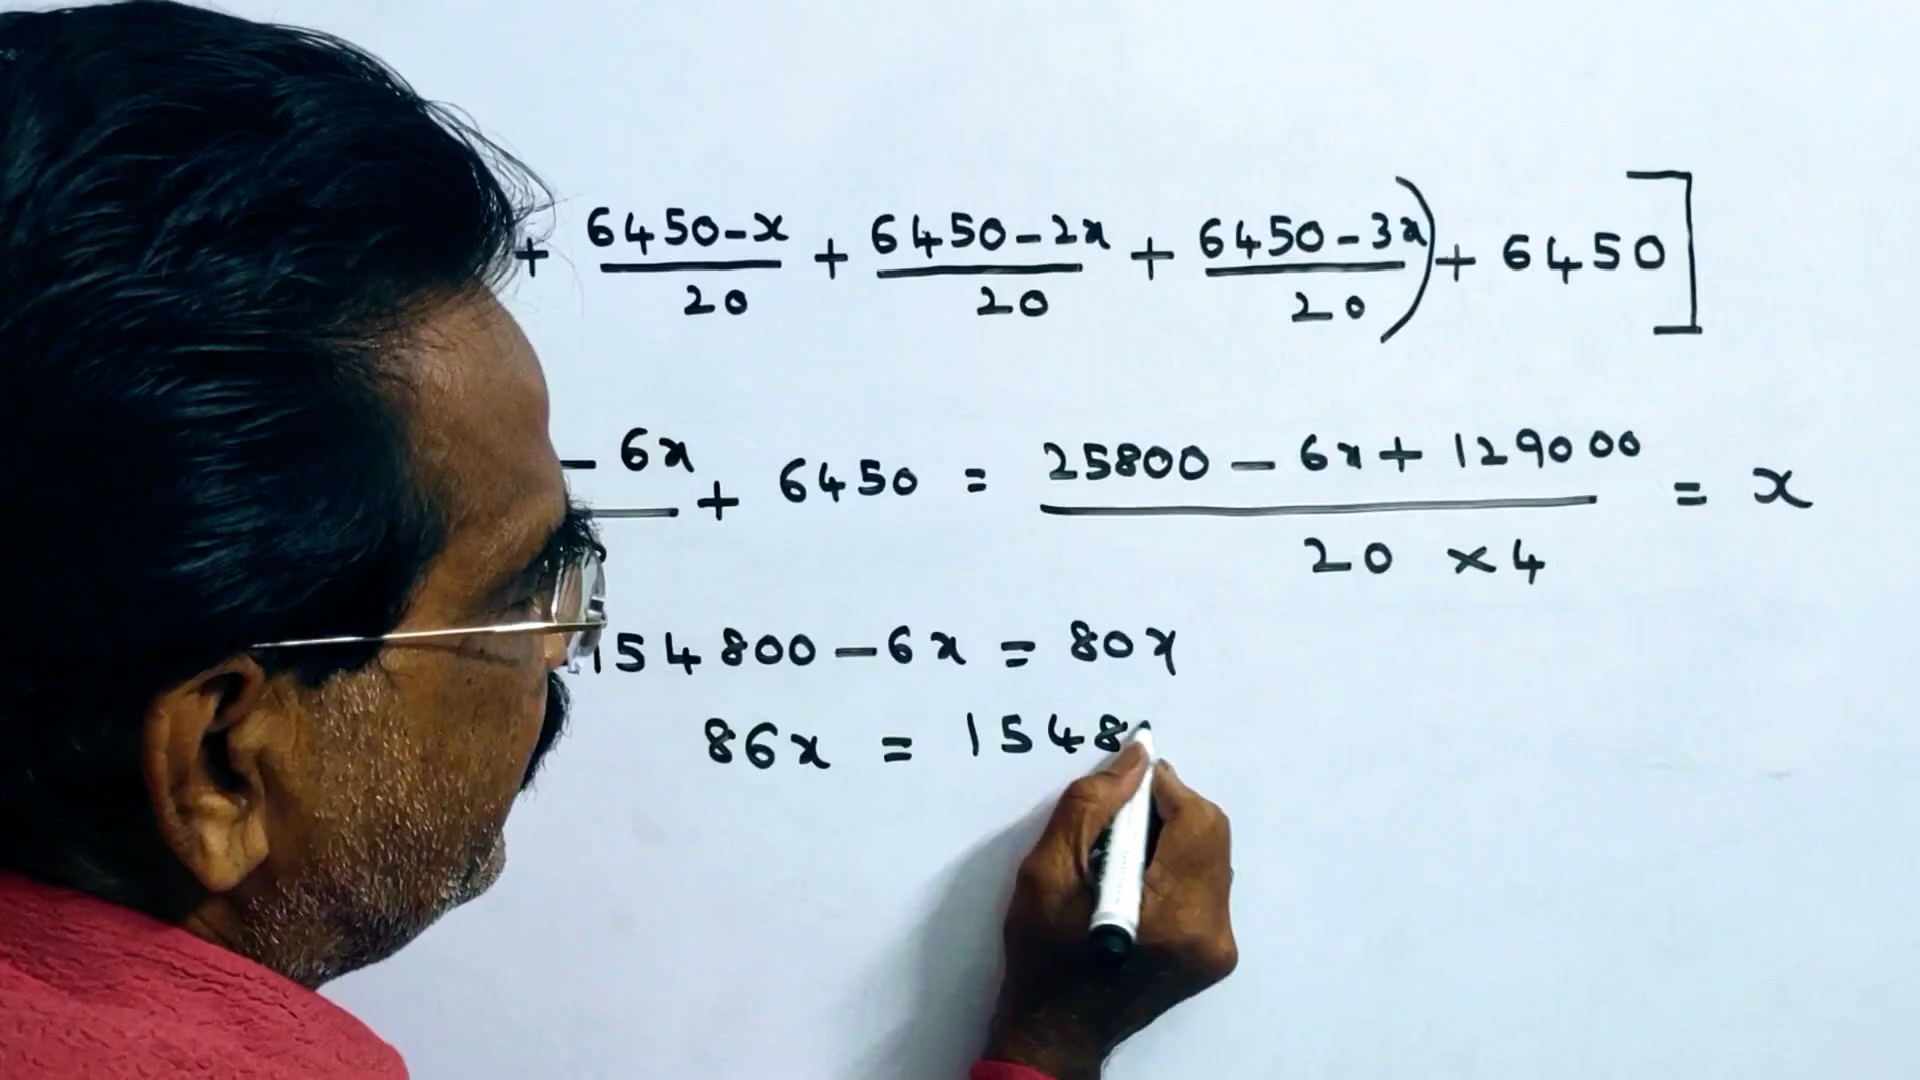 + 6450-x/20 + 6450-2x/20 + 6450-3x/20) + 6450]
- 6x + 6450 = 25800 - 6x + 129000/20 × 4 = x
154800 - 6x = 80x
86x = 1548